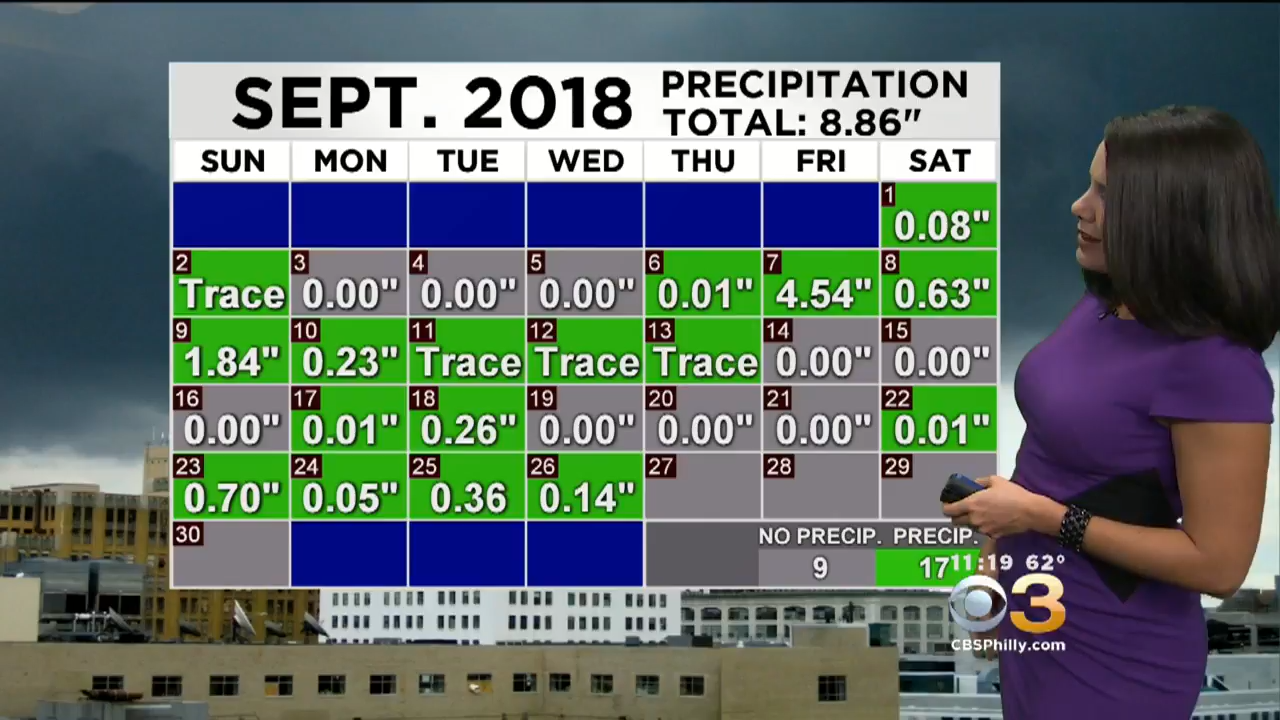 SEPT. 2018
PRECIPITATION
TOTAL: 8.86"
SUN MON TUE WED THU FRI SAT
1
0.08"
2 3 4 5 6 7 8
Trace 0.00" 0.00" 0.00" 0.01" 4.54" 0.63"
9 10 11 12 13 14 15
1.84" 0.23" Trace Trace Trace 0.00" 0.00"
16 17 18 19 20 21 22
0.00" 0.01" 0.26" 0.00" 0.00" 0.00" 0.01"
23 24 25 26 27 28 29
0.70" 0.05" 0.36 0.14"
30
NO PRECIP. PRECIP.
9 17
11:19 62°
3
CBSPhilly.com